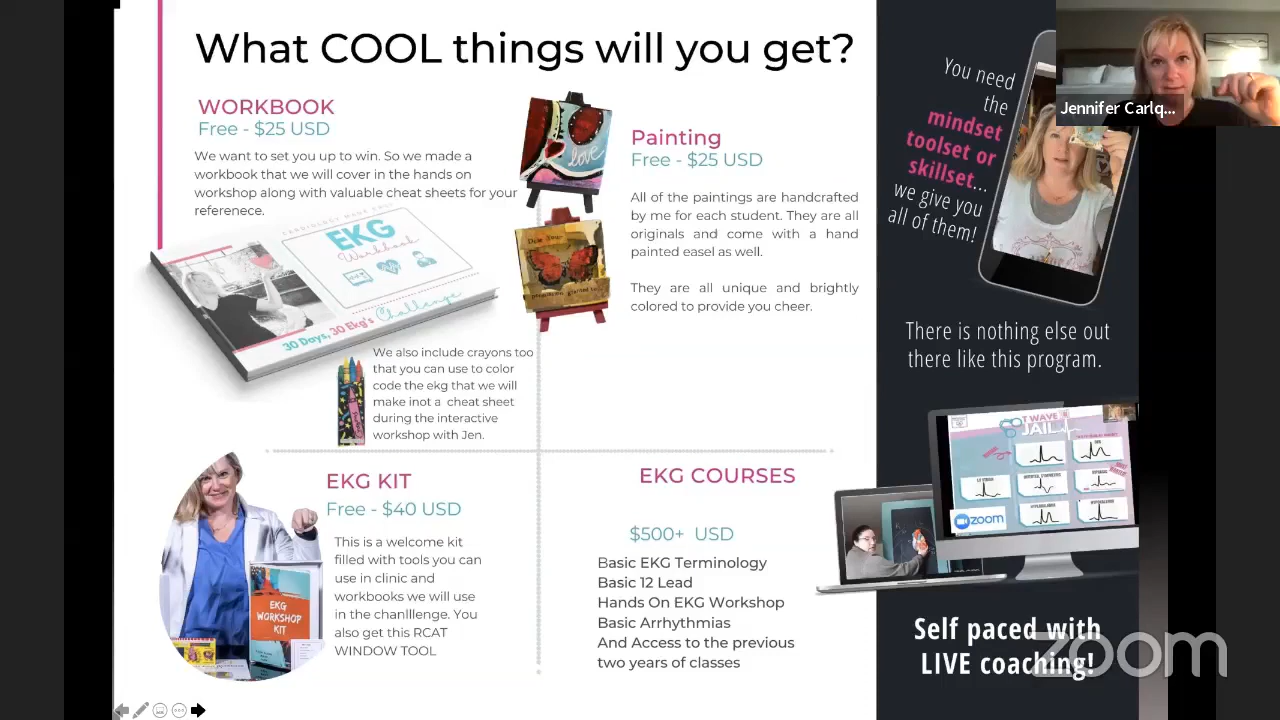 What COOL things will you get?
WORKBOOK
Free - $25 USD
We want to set you up to win. So we made a
workbook that we will cover in the hands on
workshop along with valuable cheat sheets for your
referenece.
EKG
Workbook
30 Days, 30 Ekg's Challenge
We also include crayons too
that you can use to color
code the ekg that we will
make inot a cheat sheet
during the interactive
workshop with Jen.
love
Painting
Free - $25 USD
All of the paintings are handcrafted
by me for each student. They are all
originals and come with a hand
painted easel as well.
They are all unique and brightly
colored to provide you cheer.
EKG KIT
Free - $40 USD
This is a welcome kit
filled with tools you can
use in clinic and
workbooks we will use
in the chanllenge. You
also get this RCAT
WINDOW TOOL
EKG
WORKSHOP
KIT
EKG COURSES
$500+ USD
Basic EKG Terminology
Basic 12 Lead
Hands On EKG Workshop
Basic Arrhythmias
And Access to the previous
two years of classes
You need
the
mindset
toolset or
skillset...
we give you
all of them!
Jennifer Carlq...
There is nothing else out
there like this program.
T WAVE
JAIL
zoom
Self paced with
LIVE coaching!
zoom